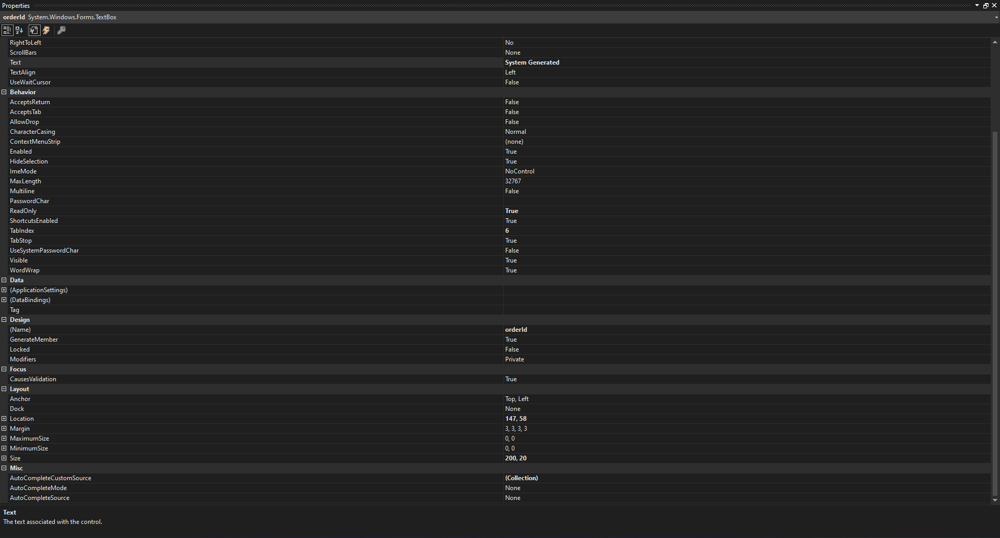 Properties
orderId System.Windows.Forms.TextBox
RightToLeft No
ScrollBars None
Text System Generated
TextAlign Left
UseWaitCursor False
Behavior
AcceptsReturn False
AcceptsTab False
AllowDrop False
CharacterCasing Normal
ContextMenuStrip (none)
Enabled True
HideSelection True
ImeMode NoControl
MaxLength 32767
Multiline False
PasswordChar
ReadOnly True
ShortcutsEnabled True
TabIndex 6
TabStop True
UseSystemPasswordChar False
Visible True
WordWrap True
Data
(ApplicationSettings)
(DataBindings)
Tag
Design
(Name) orderId
GenerateMember True
Locked False
Modifiers Private
Focus
CausesValidation True
Layout
Anchor Top, Left
Dock None
Location 147, 58
Margin 3, 3, 3, 3
MaximumSize 0, 0
MinimumSize 0, 0
Size 200, 20
Misc
AutoCompleteCustomSource (Collection)
AutoCompleteMode None
AutoCompleteSource None
Text
The text associated with the control.